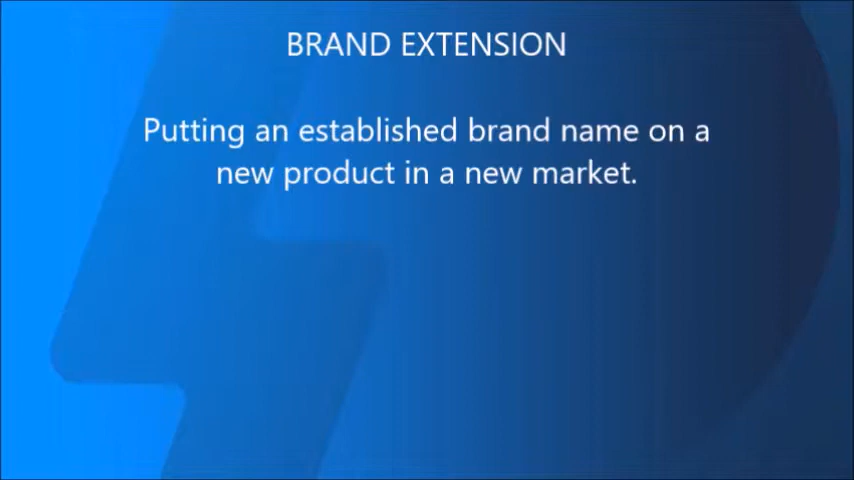 BRAND EXTENSION
Putting an established brand name on a
new product in a new market.